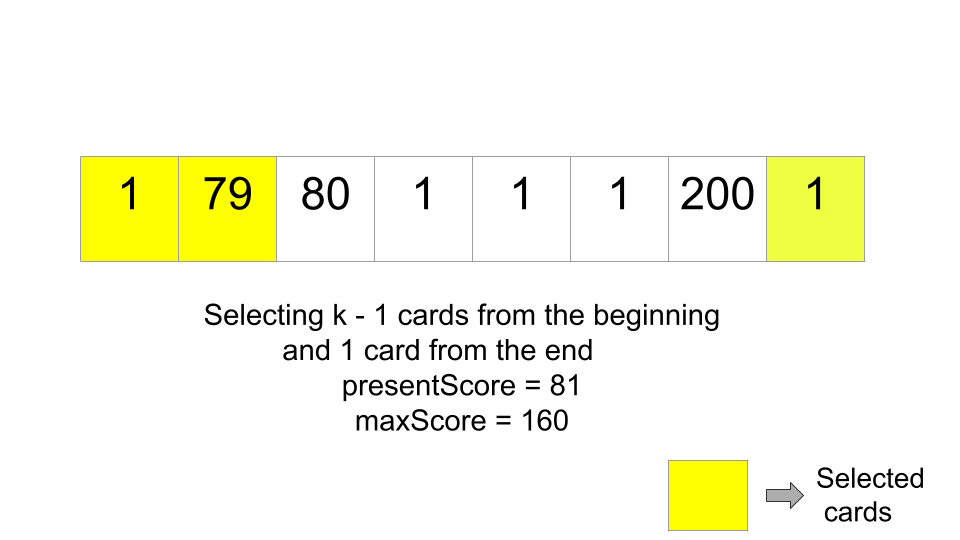 1 79 80 1 1 1 200 1
Selecting k - 1 cards from the beginning
and 1 card from the end
presentScore = 81
maxScore = 160
Selected
cards